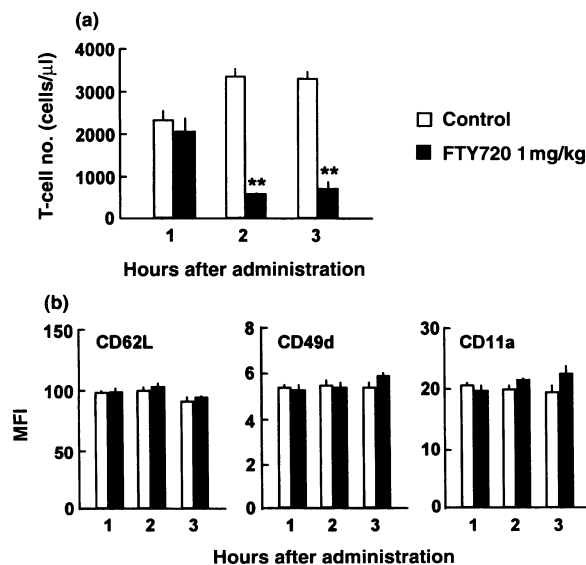 (a)
T-cell no. (cells/µl)
4000
3000
2000
1000
0
**
**
1 2 3
Hours after administration
Control
FTY720 1 mg/kg
(b)
MFI
150
100
50
0
CD62L
1 2 3
8
6
4
2
0
CD49d
1 2 3
30
20
10
0
CD11a
1 2 3
Hours after administration